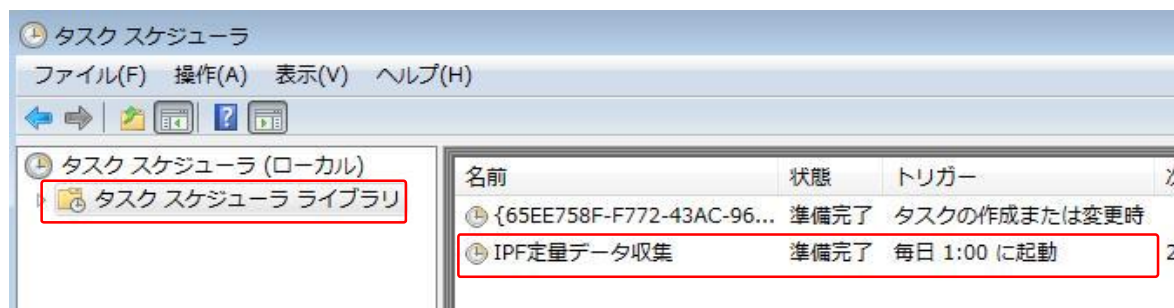 タスク スケジューラ
ファイル(F) 操作(A) 表示(V) ヘルプ(H)
タスク スケジューラ (ローカル)
タスク スケジューラ ライブラリ
名前 状態 トリガー
{65EE758F-F772-43AC-96... 準備完了 タスクの作成または変更時
IPF定量データ収集 準備完了 毎日 1:00 に起動